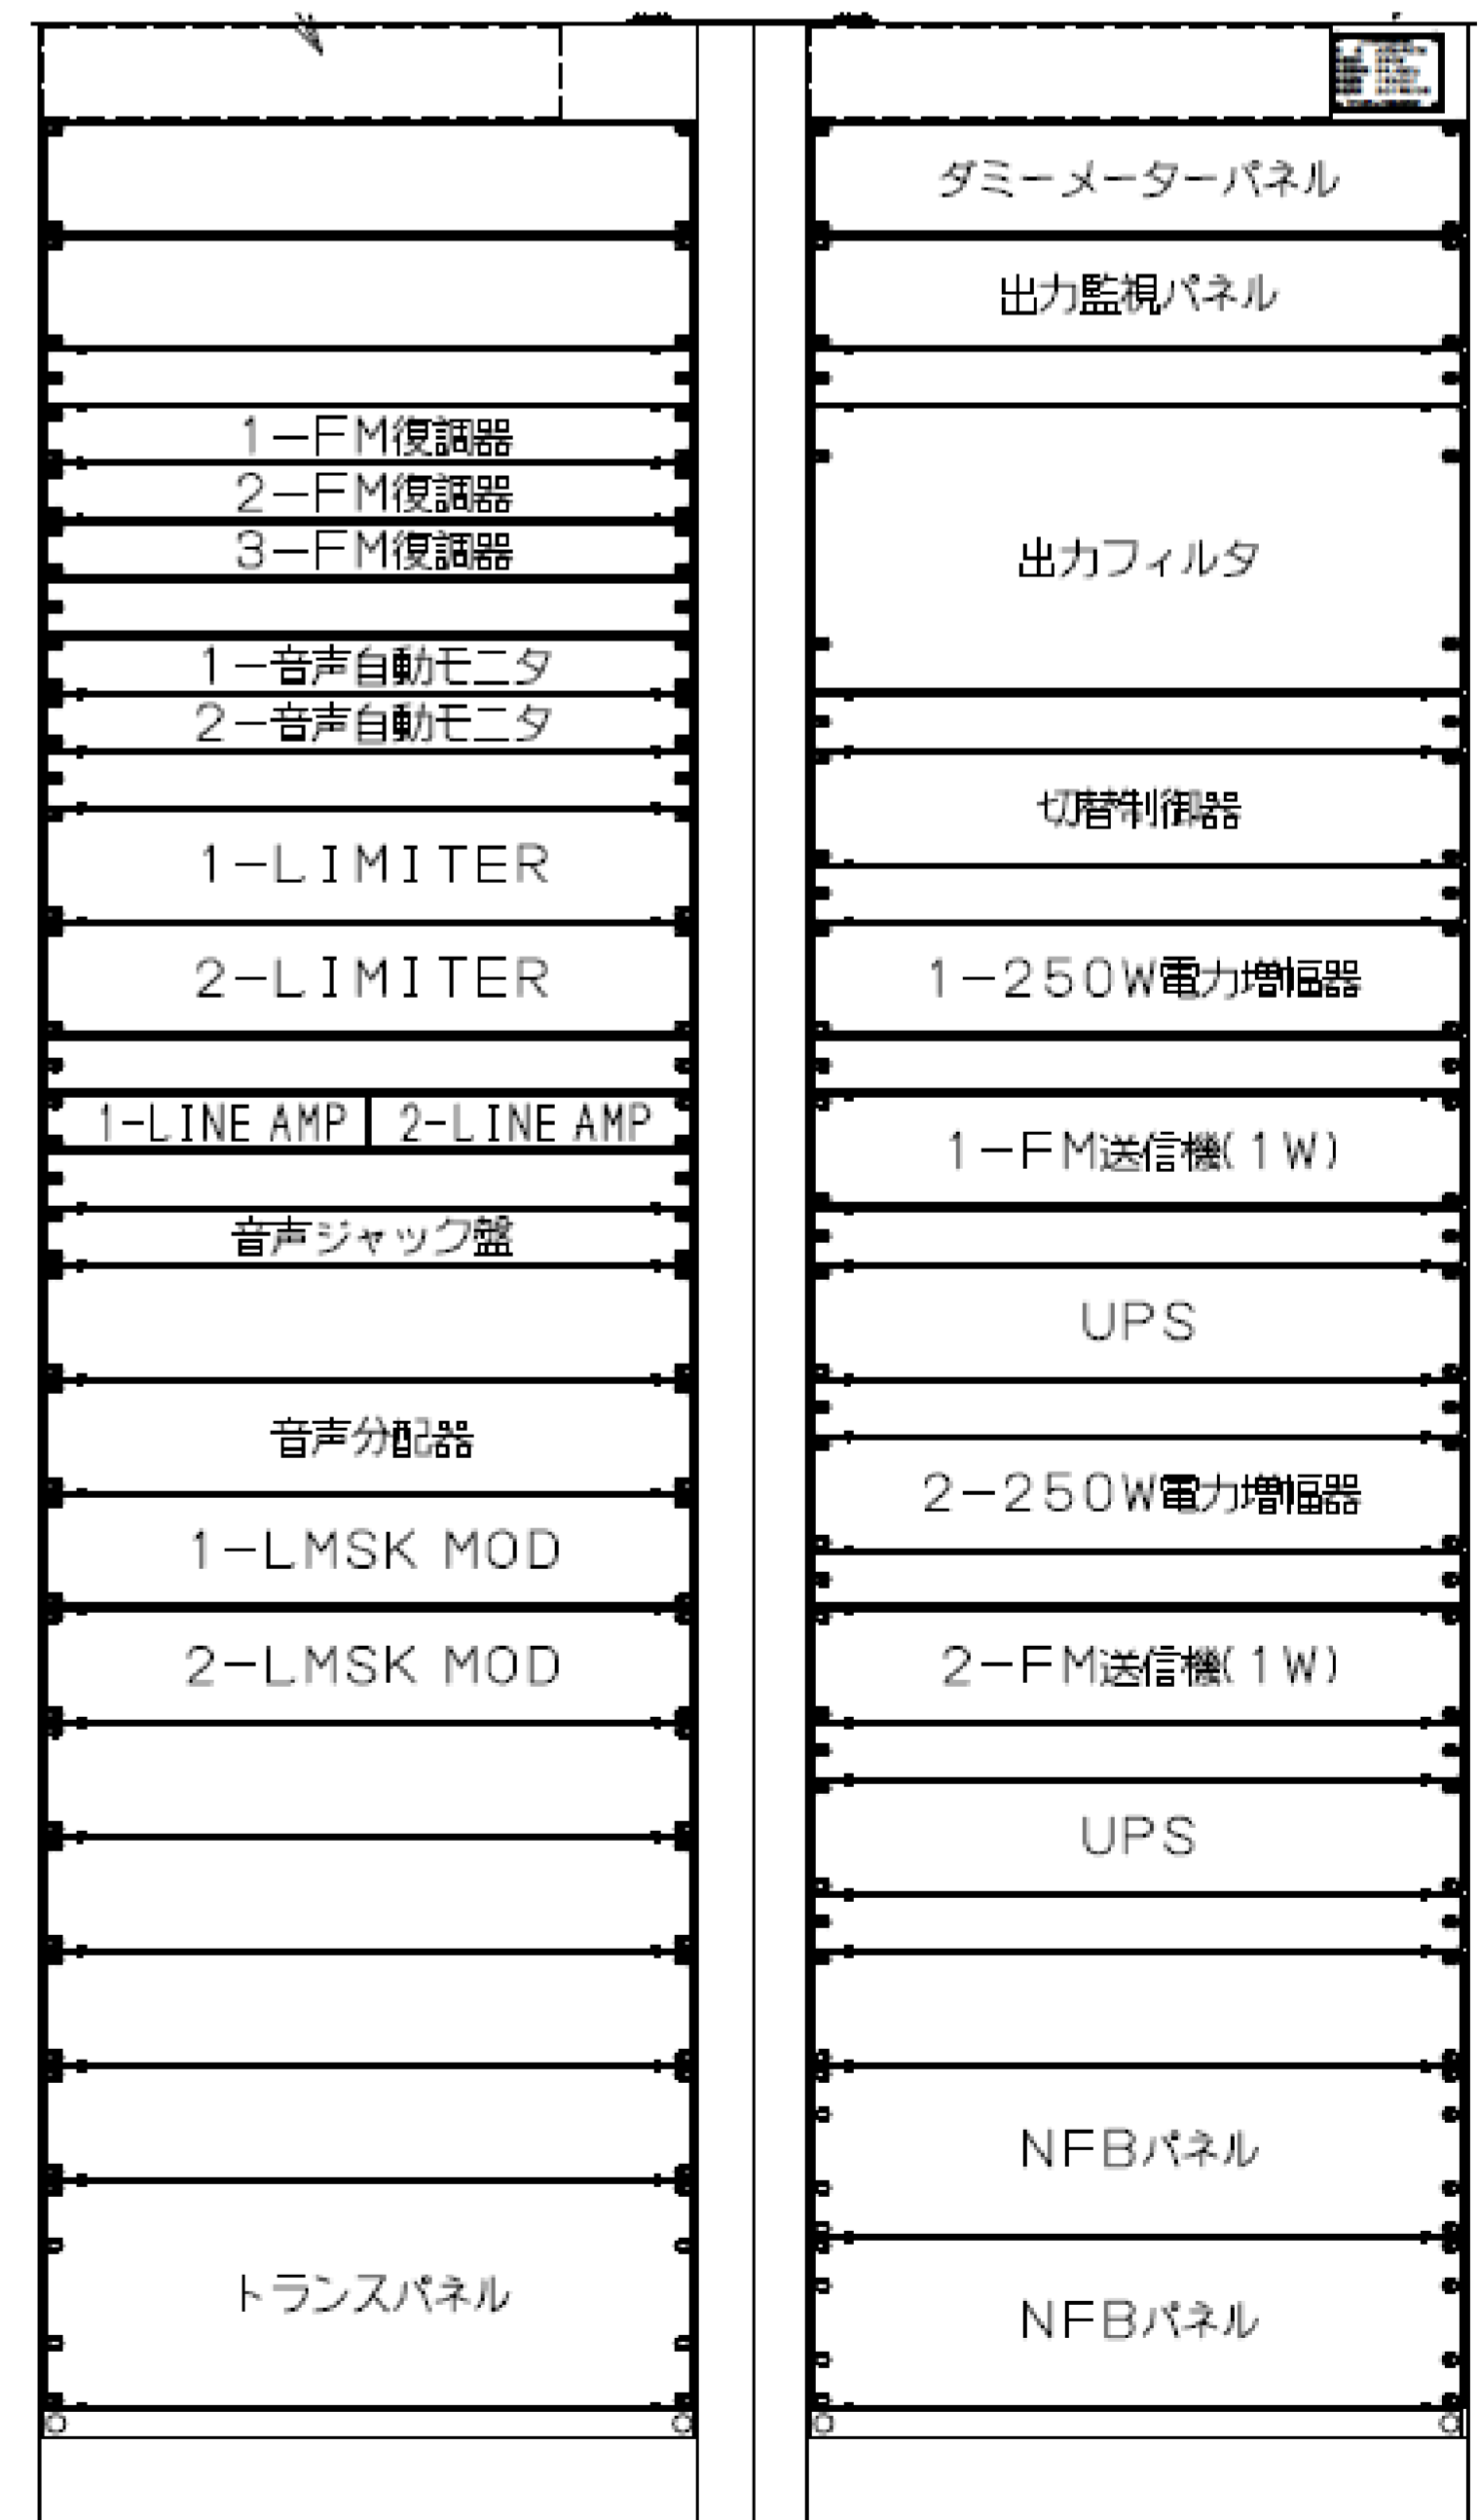 1-FM復調器
2-FM復調器
3-FM復調器
1-音声自動モニタ
2-音声自動モニタ
1-LIMITER
2-LIMITER
1-LINE AMP 2-LINE AMP
音声ジャック盤
音声分配器
1-LMSK MOD
2-LMSK MOD
トランスパネル
ダミーメーターパネル
出力監視パネル
出力フィルタ
切替制御器
1-250W電力増幅器
1-FM送信機(1W)
UPS
2-250W電力増幅器
2-FM送信機(1W)
UPS
NFBパネル
NFBパネル